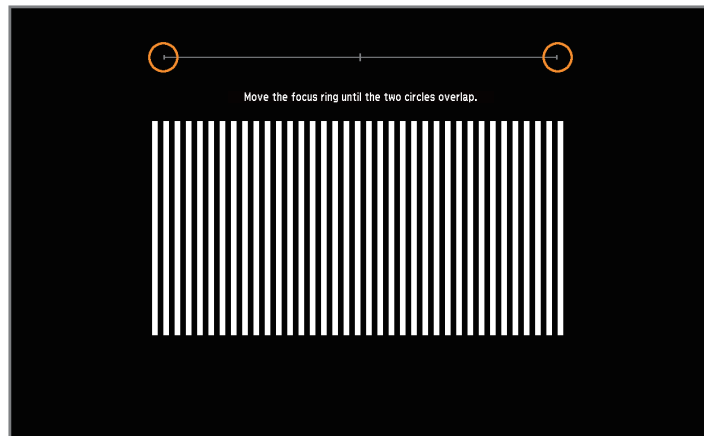 Move the focus ring until the two circles overlap.